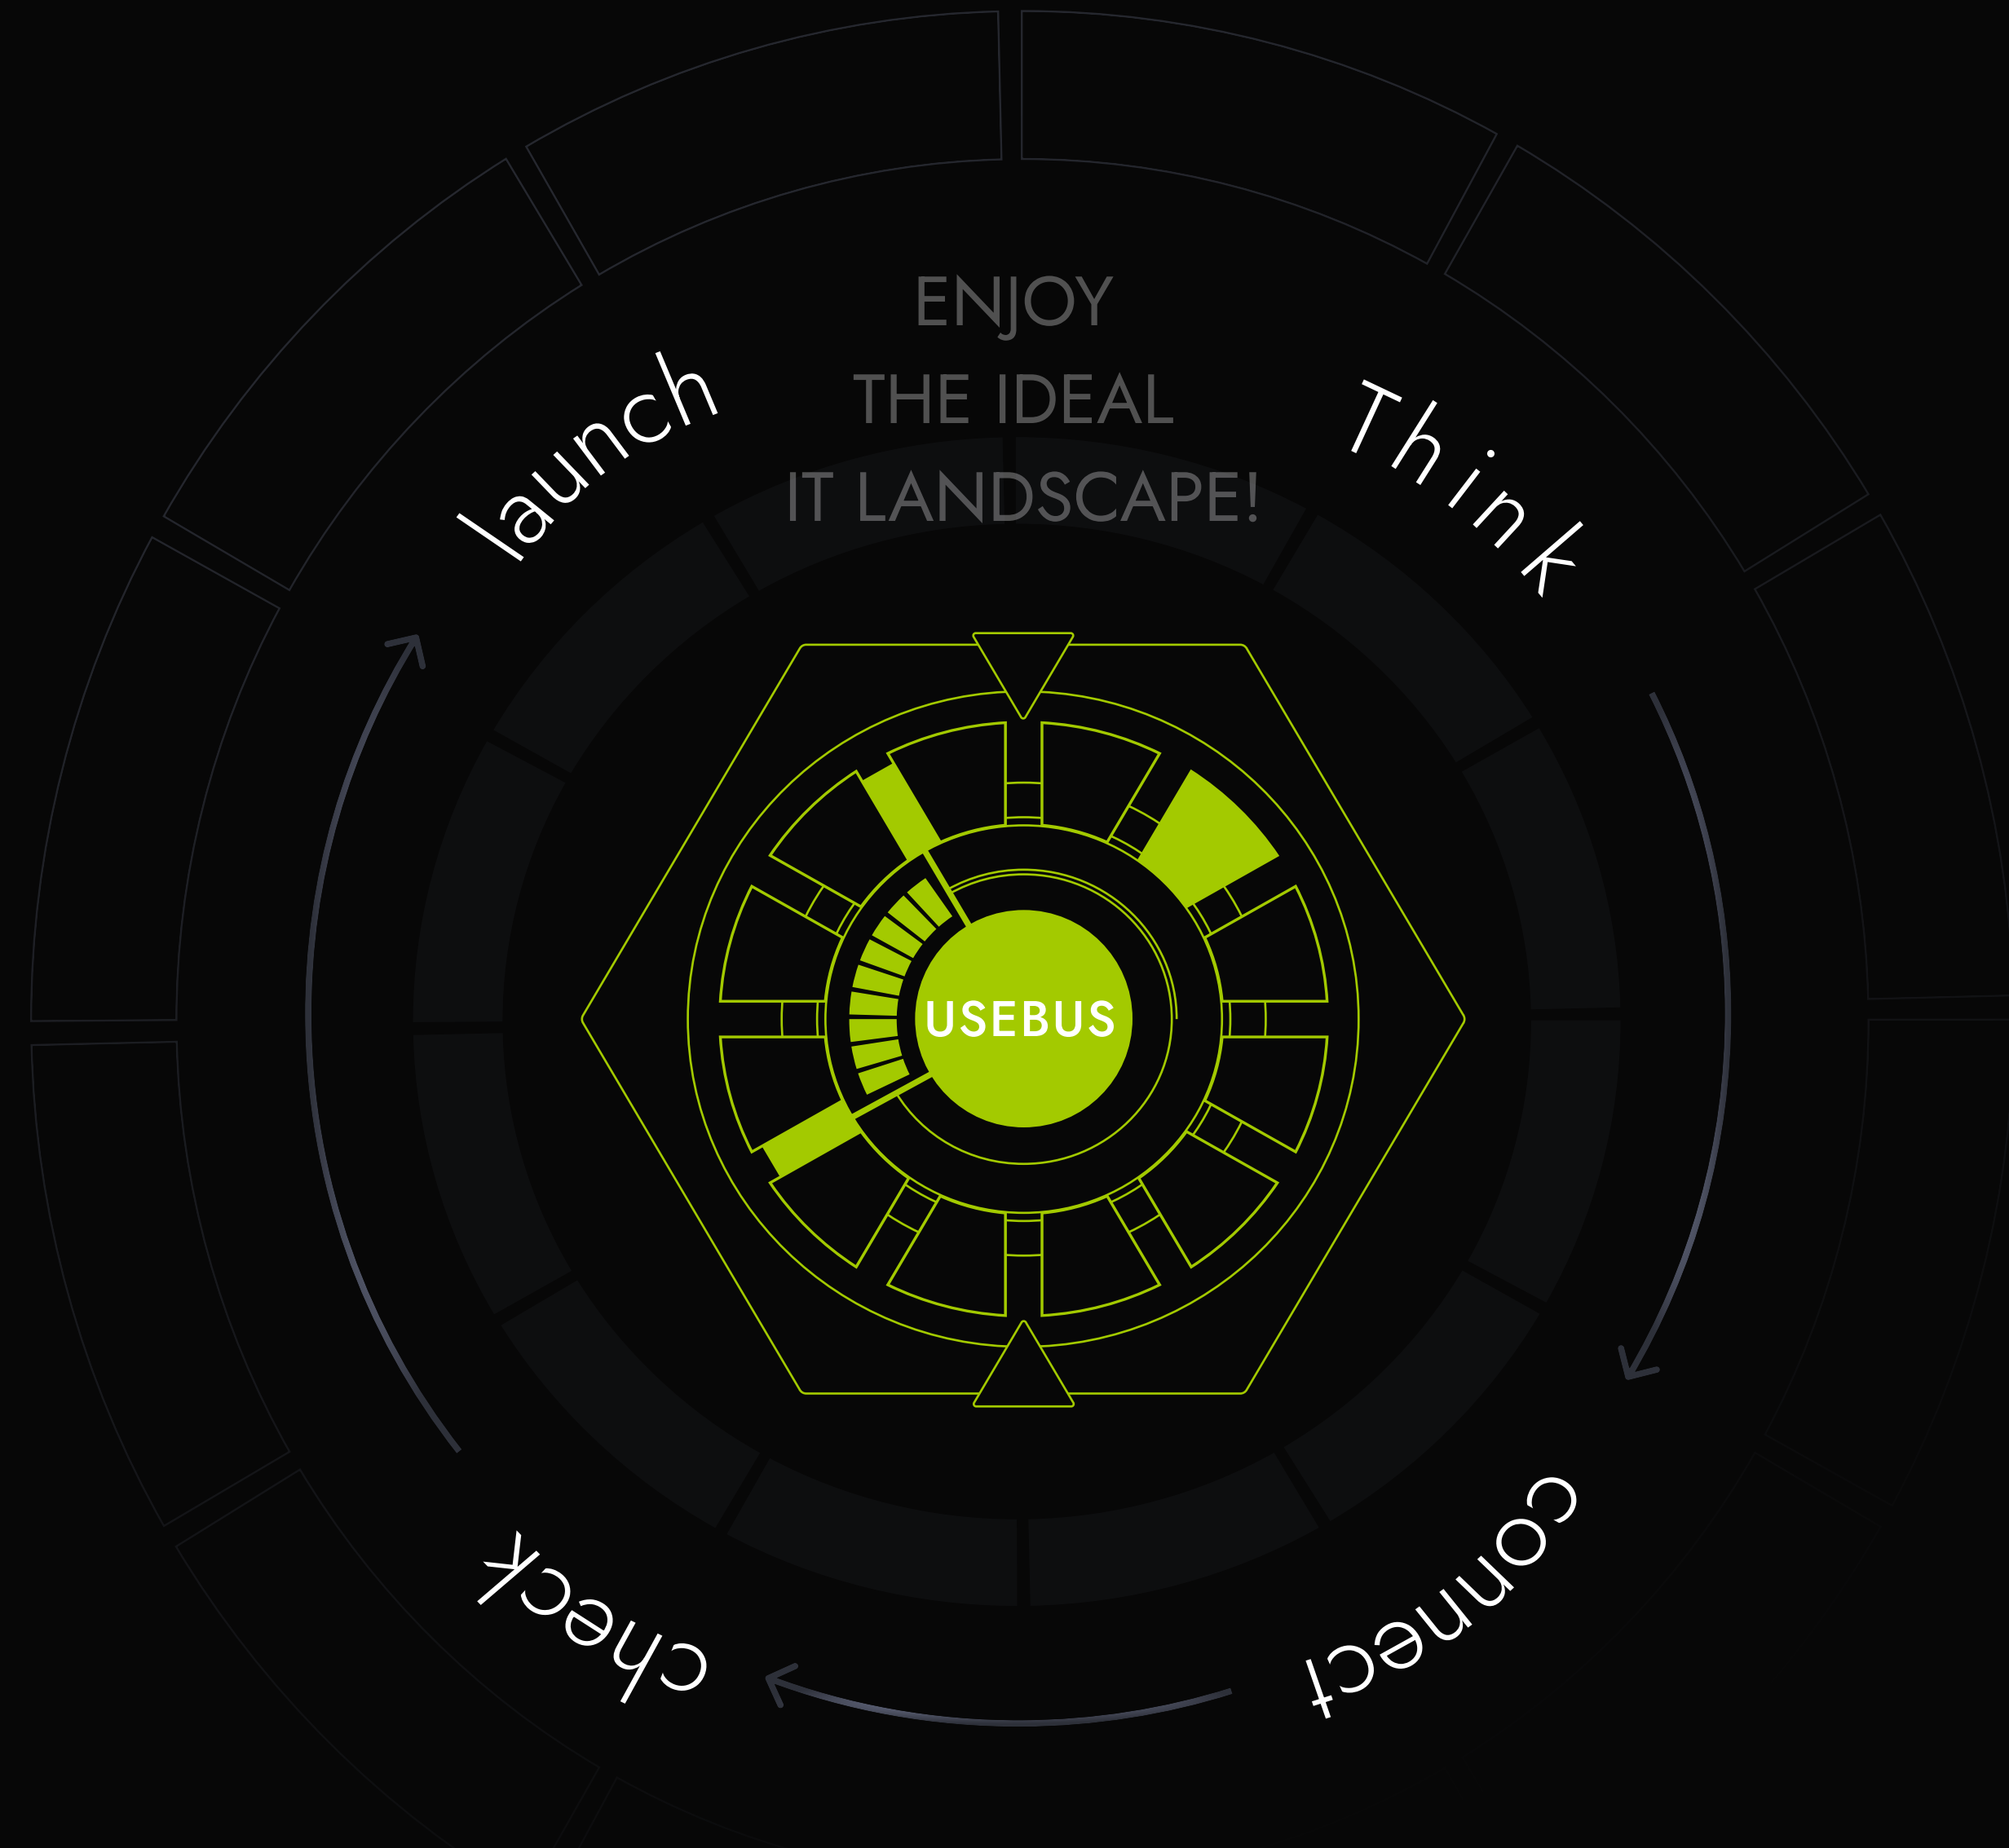 ENJOY
THE IDEAL
IT LANDSCAPE!
launch
Think
USEBUS
check
connect